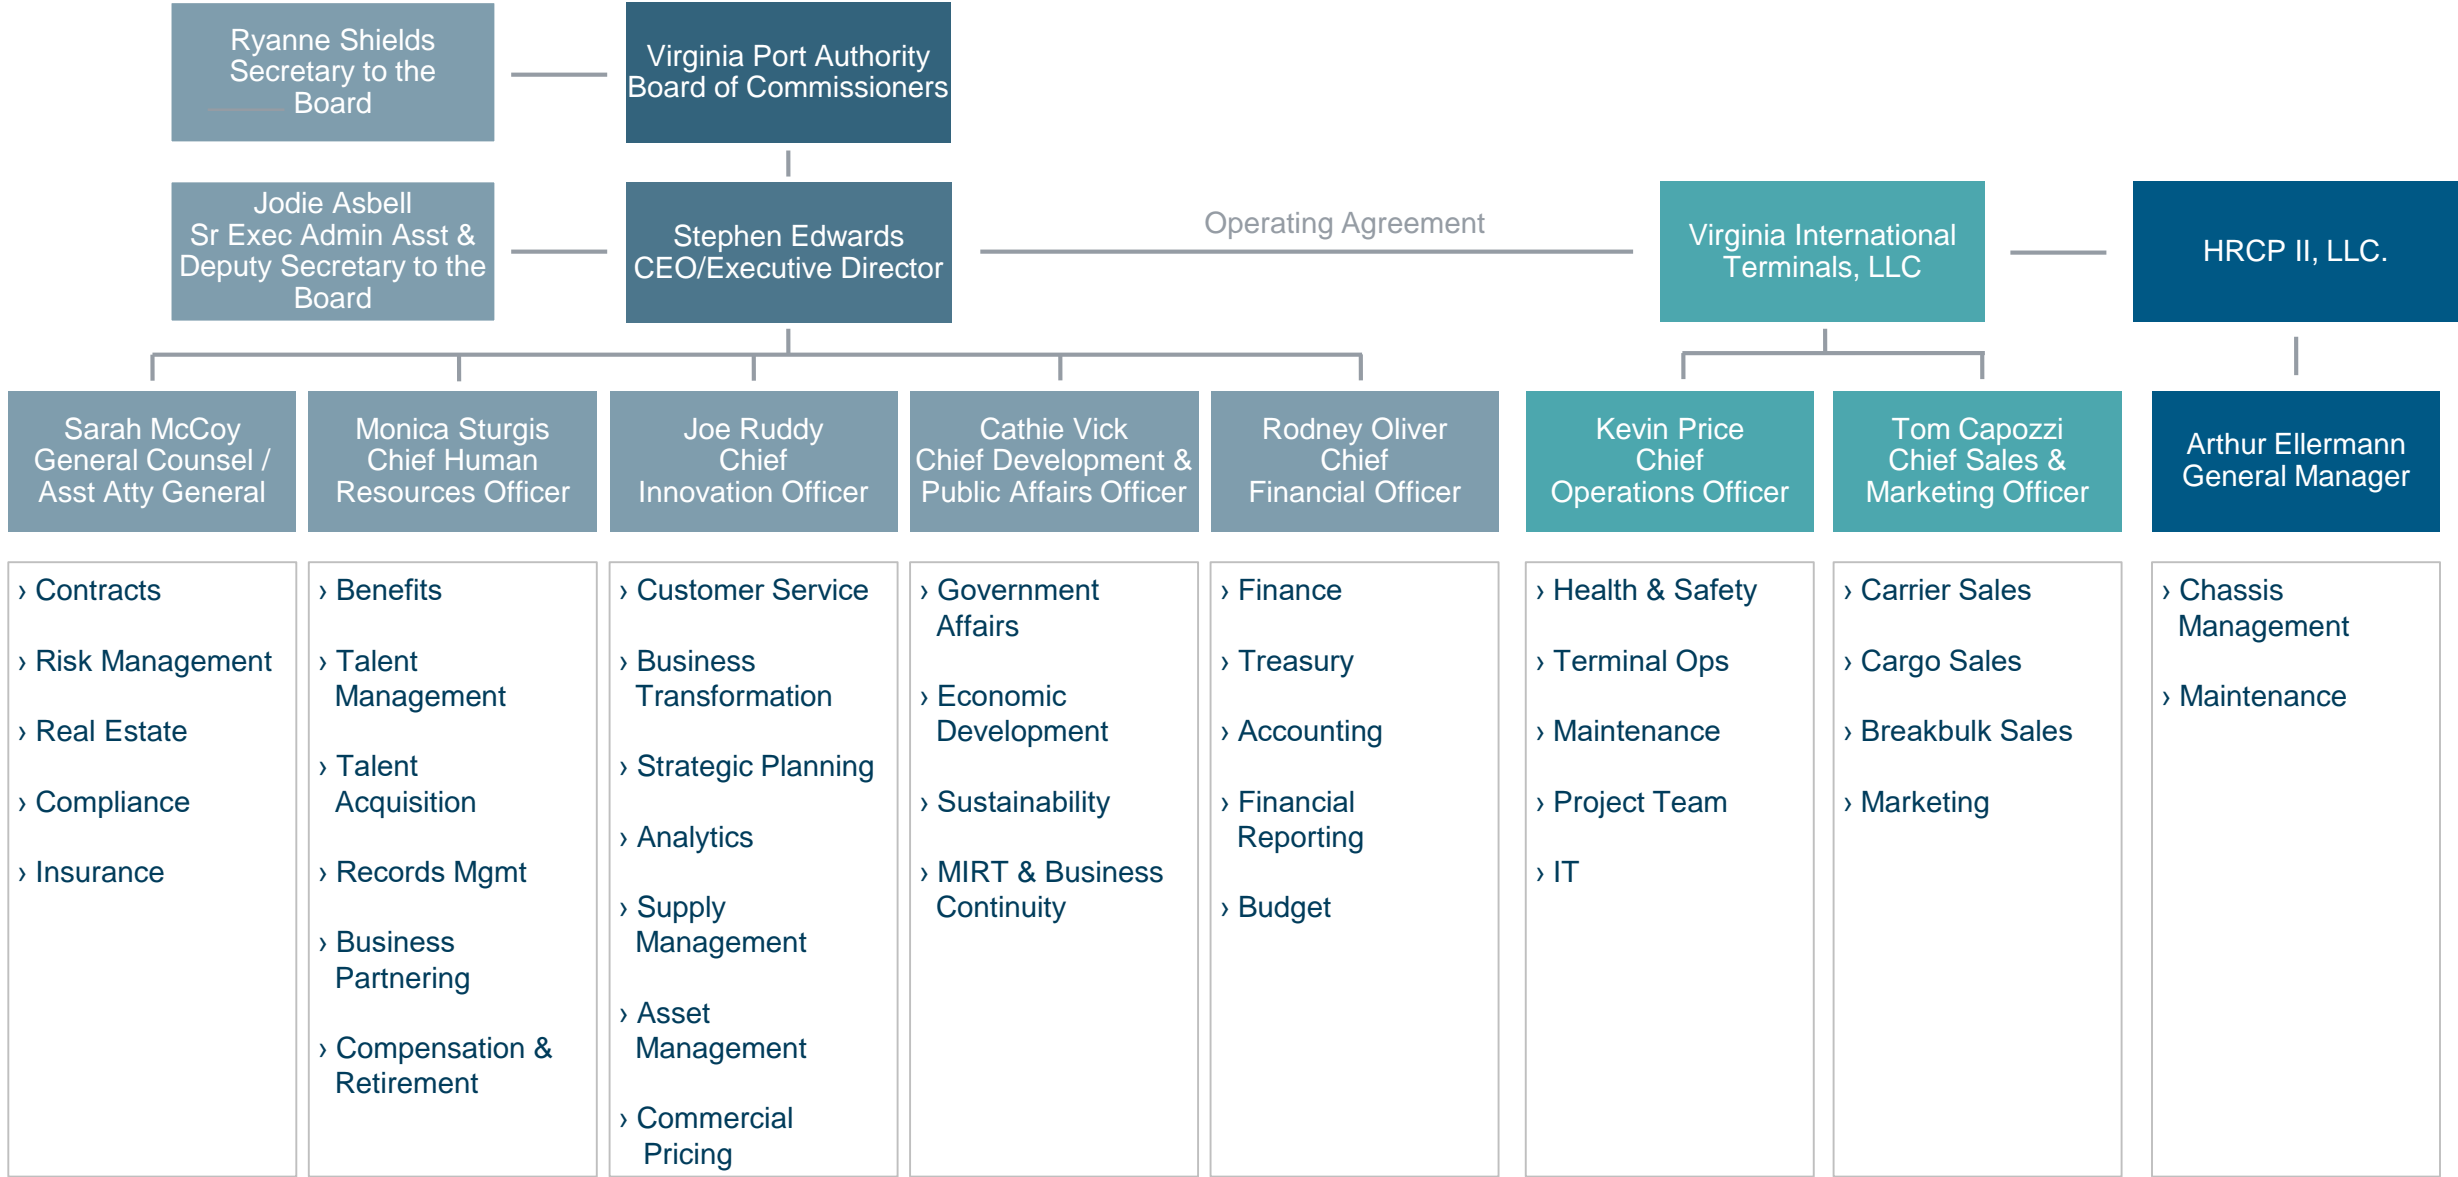 Ryanne Shields
Secretary to the
Board
Virginia Port Authority
Board of Commissioners
Jodie Asbell
Sr Exec Admin Asst &
Deputy Secretary to the
Board
Stephen Edwards
CEO/Executive Director
Operating Agreement
Virginia International
Terminals, LLC
HRCP II, LLC.
Sarah McCoy
General Counsel /
Asst Atty General
Monica Sturgis
Chief Human
Resources Officer
Joe Ruddy
Chief
Innovation Officer
Cathie Vick
Chief Development &
Public Affairs Officer
Rodney Oliver
Chief
Financial Officer
Kevin Price
Chief
Operations Officer
Tom Capozzi
Chief Sales &
Marketing Officer
Arthur Ellermann
General Manager
› Contracts
› Risk Management
› Real Estate
› Compliance
› Insurance
› Benefits
› Talent
Management
› Talent
Acquisition
› Records Mgmt
› Business
Partnering
› Compensation &
Retirement
› Customer Service
› Business
Transformation
› Strategic Planning
› Analytics
› Supply
Management
› Asset
Management
› Commercial
Pricing
› Government
Affairs
› Economic
Development
› Sustainability
› MIRT & Business
Continuity
› Finance
› Treasury
› Accounting
› Financial
Reporting
› Budget
› Health & Safety
› Terminal Ops
› Maintenance
› Project Team
› IT
› Carrier Sales
› Cargo Sales
› Breakbulk Sales
› Marketing
› Chassis
Management
› Maintenance